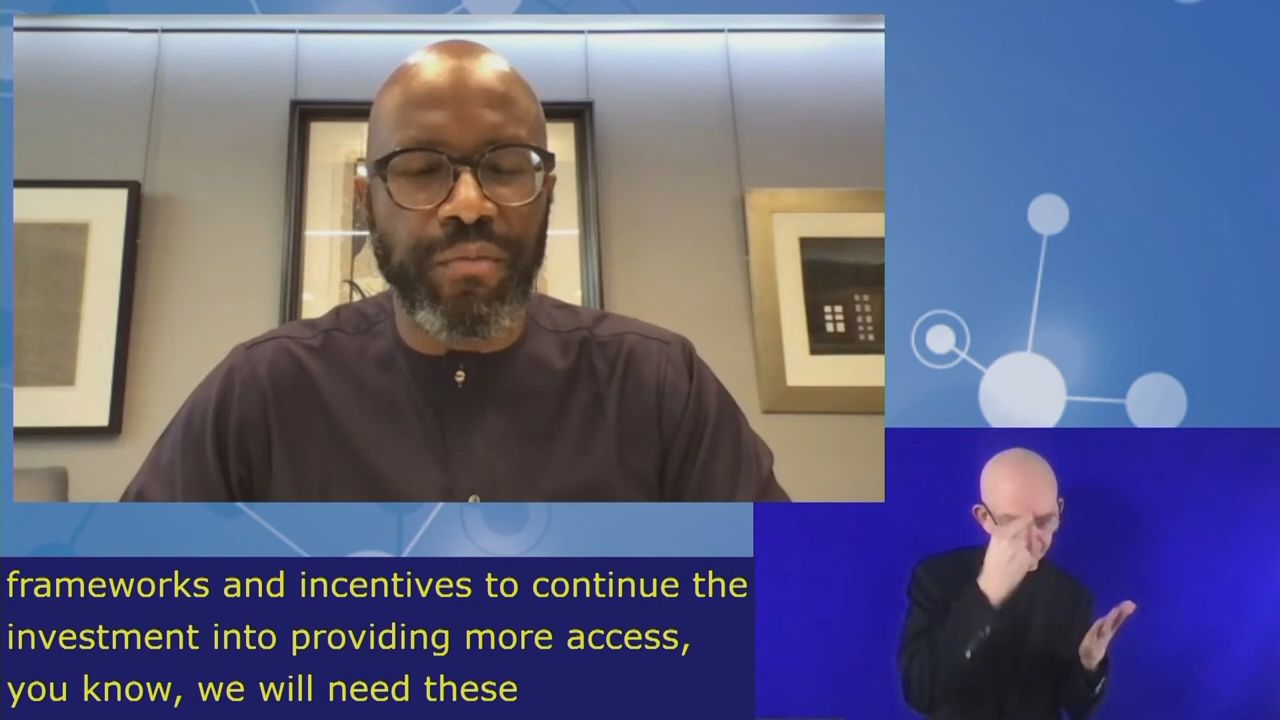 frameworks and incentives to continue the
investment into providing more access,
you know, we will need these